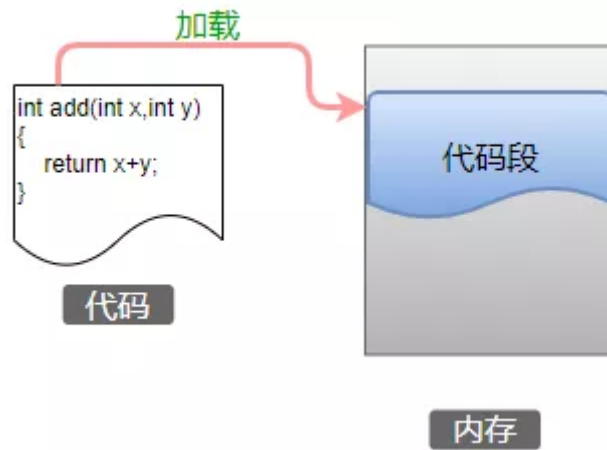 加载
int add(int x,int y)
{
return x+y;
}
代码段
代码
内存